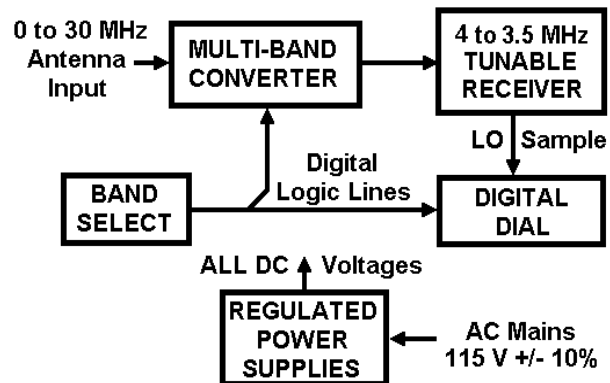 0 to 30 MHz
Antenna
Input
MULTI-BAND
CONVERTER
4 to 3.5 MHz
TUNABLE
RECEIVER
LO Sample
BAND
SELECT
Digital
Logic Lines
DIGITAL
DIAL
ALL DC Voltages
REGULATED
POWER
SUPPLIES
AC Mains
115 V +/- 10%